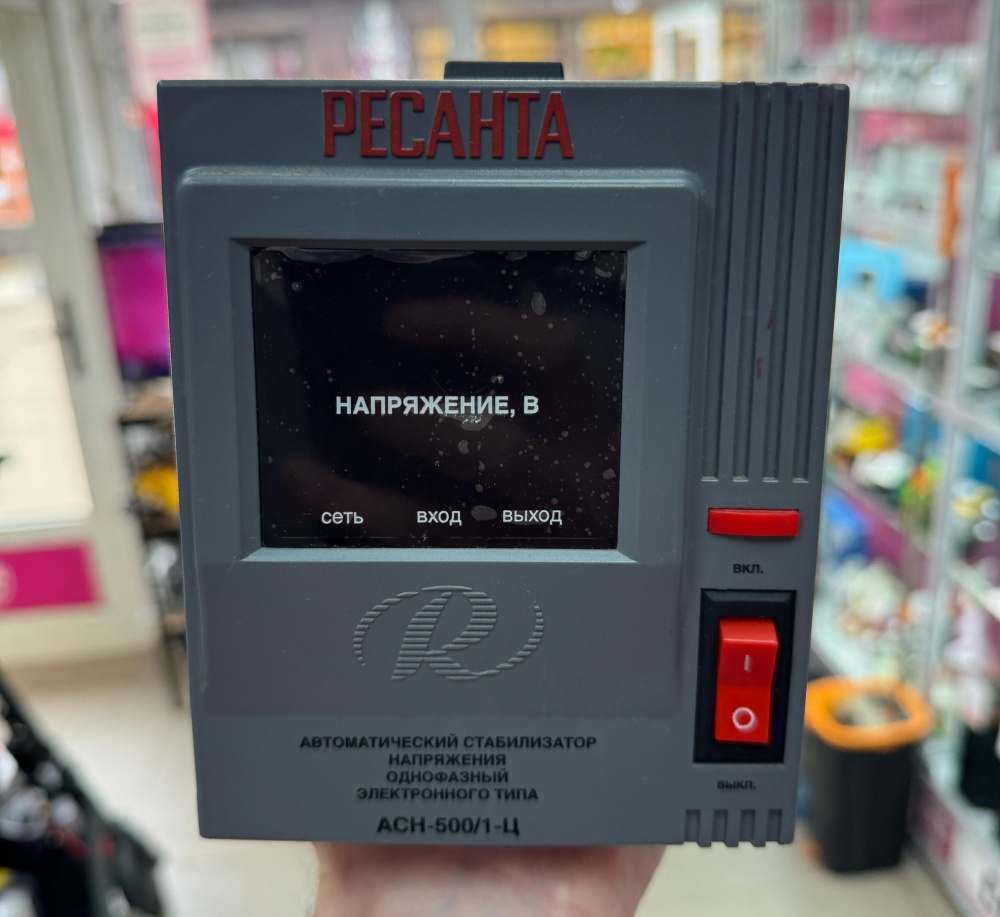 РЕСАНТА
НАПРЯЖЕНИЕ, В
сеть вход выход
ВКЛ.
I
O
ВЫКЛ.
R
АВТОМАТИЧЕСКИЙ СТАБИЛИЗАТОР
НАПРЯЖЕНИЯ
ОДНОФАЗНЫЙ
ЭЛЕКТРОННОГО ТИПА
АСН-500/1-Ц